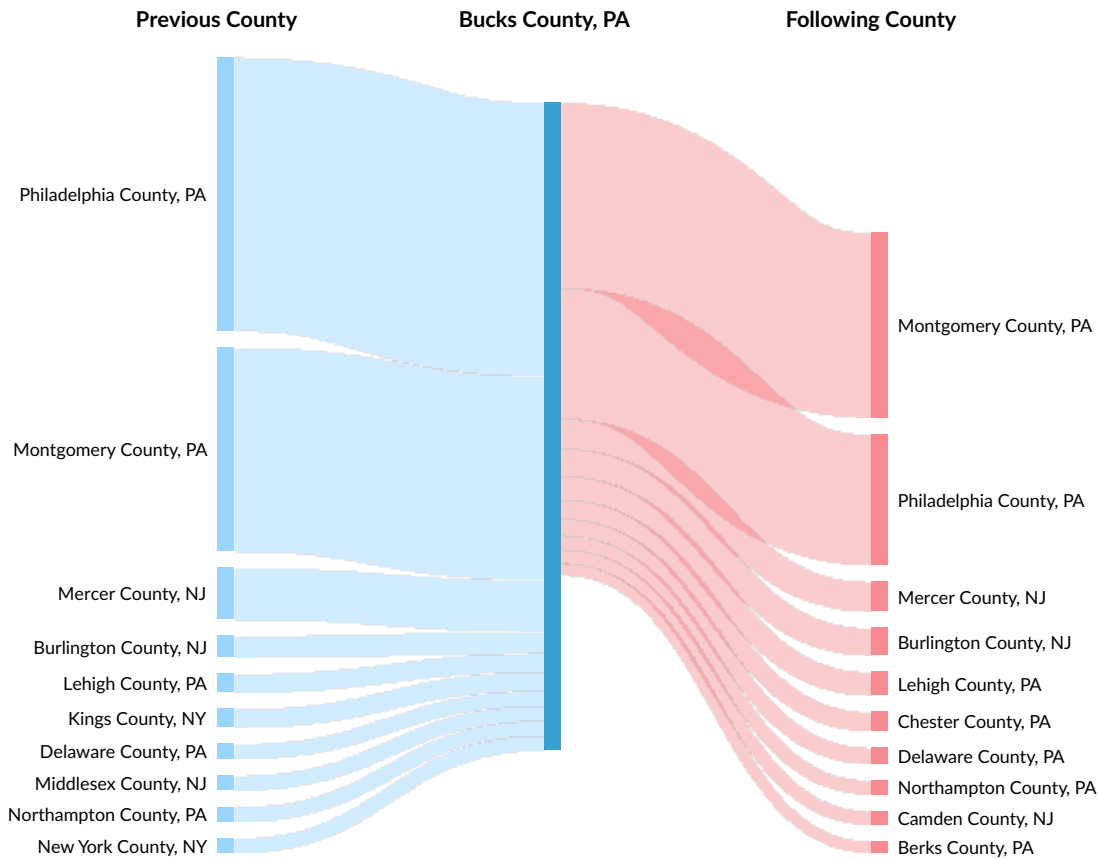 Previous County
Bucks County, PA
Following County
Philadelphia County, PA
Montgomery County, PA
Mercer County, NJ
Burlington County, NJ
Lehigh County, PA
Kings County, NY
Delaware County, PA
Middlesex County, NJ
Northampton County, PA
New York County, NY
Montgomery County, PA
Philadelphia County, PA
Mercer County, NJ
Burlington County, NJ
Lehigh County, PA
Chester County, PA
Delaware County, PA
Northampton County, PA
Camden County, NJ
Berks County, PA